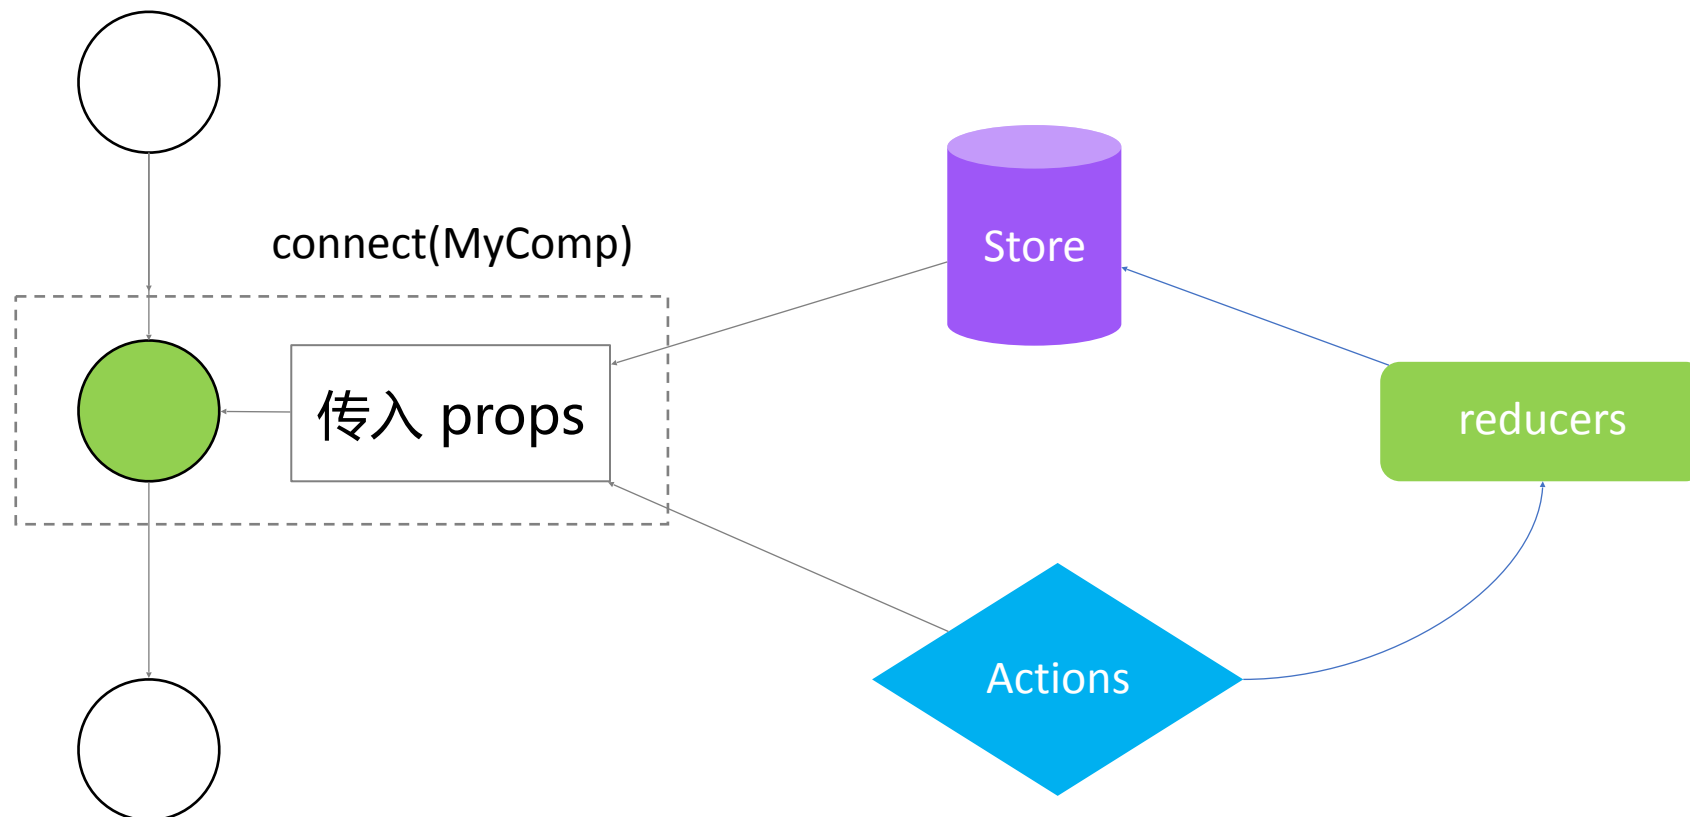 connect(MyComp)
Store
传入 props
reducers
Actions